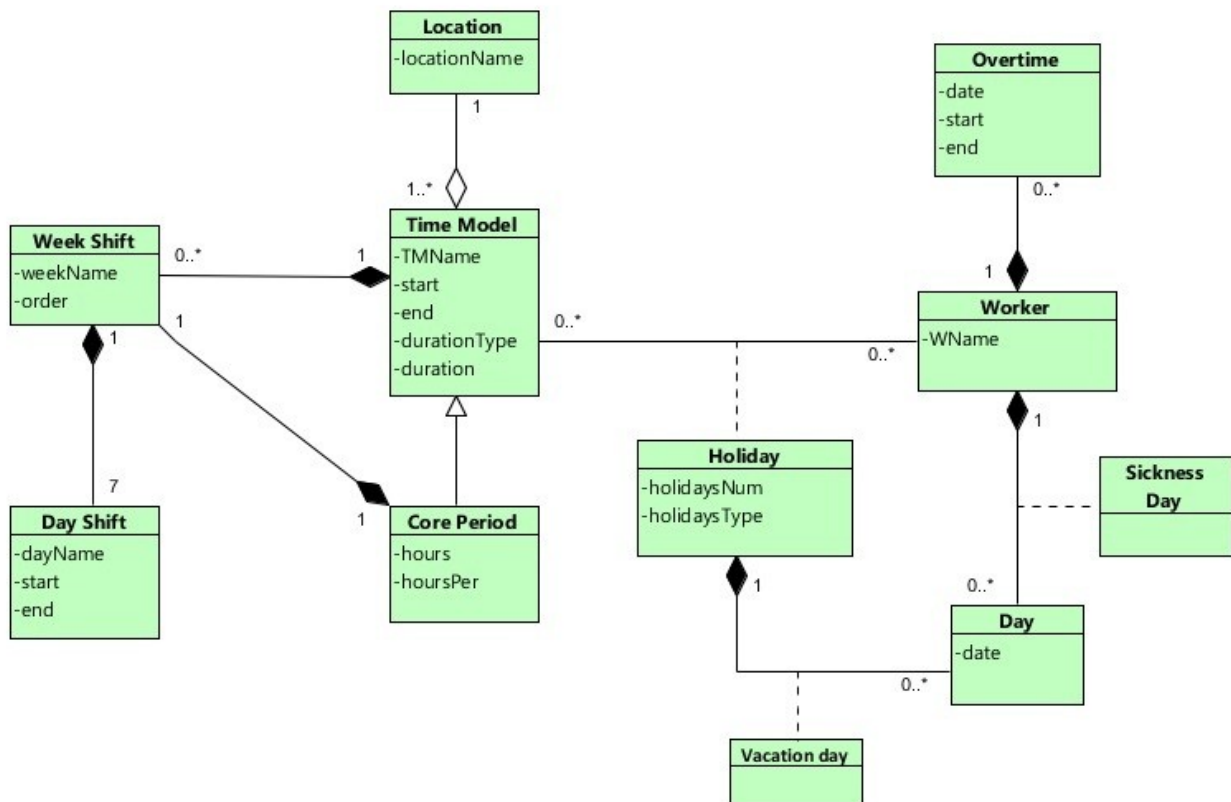 Location
-locationName
1
1..*
Overtime
-date
-start
-end
0..*
Week Shift
-weekName
-order
0..*
1
Time Model
-TMName
-start
-end
-durationType
-duration
0..*
0..*
1
Worker
-WName
1
1
1
7
Day Shift
-dayName
-start
-end
1
Core Period
-hours
-hoursPer
Holiday
-holidaysNum
-holidaysType
1
Sickness
Day
0..*
Day
-date
0..*
Vacation day